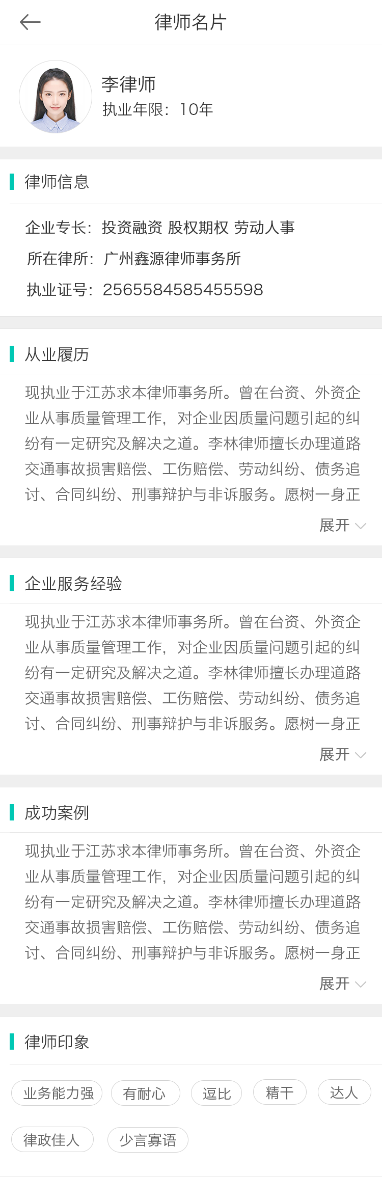 律师名片
李律师
执业年限：10年
律师信息
企业专长：投资融资 股权期权 劳动人事
所在律所：广州鑫源律师事务所
执业证号：2565584585455598
从业履历
现执业于江苏求本律师事务所。曾在台资、外资企
业从事质量管理工作，对企业因质量问题引起的纠
纷有一定研究及解决之道。李林律师擅长办理道路
交通事故损害赔偿、工伤赔偿、劳动纠纷、债务追
讨、合同纠纷、刑事辩护与非诉服务。愿树一身正
展开
企业服务经验
现执业于江苏求本律师事务所。曾在台资、外资企
业从事质量管理工作，对企业因质量问题引起的纠
纷有一定研究及解决之道。李林律师擅长办理道路
交通事故损害赔偿、工伤赔偿、劳动纠纷、债务追
讨、合同纠纷、刑事辩护与非诉服务。愿树一身正
展开
成功案例
现执业于江苏求本律师事务所。曾在台资、外资企
业从事质量管理工作，对企业因质量问题引起的纠
纷有一定研究及解决之道。李林律师擅长办理道路
交通事故损害赔偿、工伤赔偿、劳动纠纷、债务追
讨、合同纠纷、刑事辩护与非诉服务。愿树一身正
展开
律师印象
业务能力强 有耐心 逗比 精干 达人
律政佳人 少言寡语